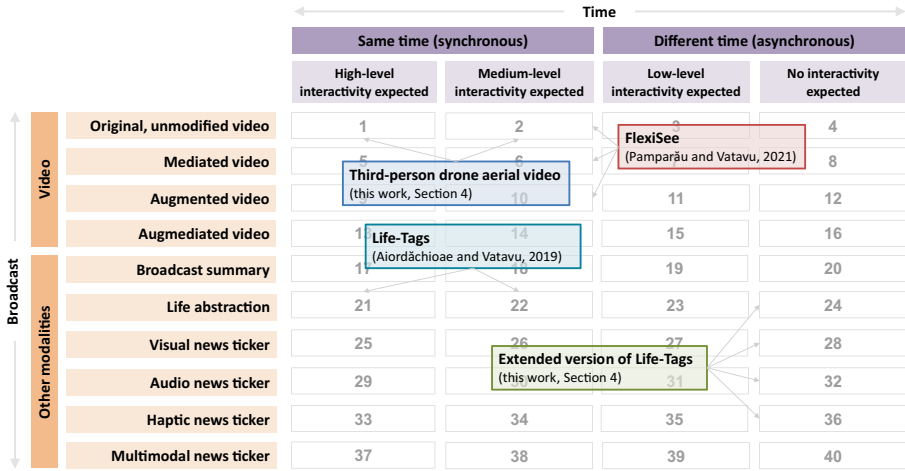 Time
Same time (synchronous) Different time (asynchronous)
High-level interactivity expected
Medium-level interactivity expected
Low-level interactivity expected
No interactivity expected
Broadcast
Video
Original, unmodified video 1 2 3 4
FlexiSee
(Pamparău and Vatavu, 2021)
Mediated video 5 6 7 8
Third-person drone aerial video
(this work, Section 4)
Augmented video 9 10 11 12
Augmediated video 13 14 15 16
Life-Tags
(Aiordăchioae and Vatavu, 2019)
Other modalities
Broadcast summary 17 18 19 20
Life abstraction 21 22 23 24
Visual news ticker 25 26 27 28
Extended version of Life-Tags
(this work, Section 4)
Audio news ticker 29 30 31 32
Haptic news ticker 33 34 35 36
Multimodal news ticker 37 38 39 40